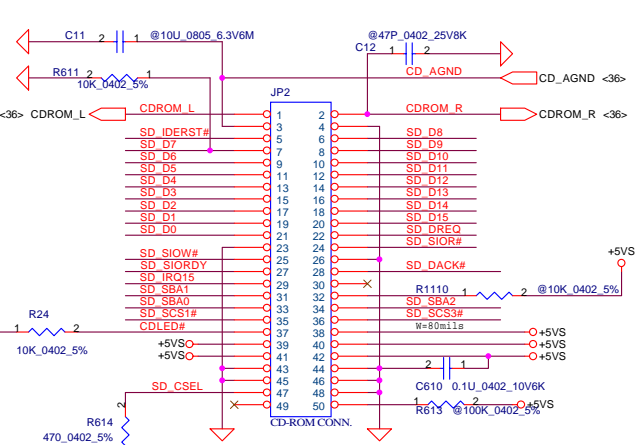 C11 2 1 @10U_0805_6.3V6M
@47P_0402_25V8K
C12 1 2
R611 2 1
10K_0402_5%
CD_AGND CD_AGND <36>
JP2
<36> CDROM_L CDROM_L 1 2 CDROM_R CDROM_R <36>
3 4
SD_IDERST# 5 6 SD_D8
SD_D7 7 8 SD_D9
SD_D6 9 10 SD_D10
SD_D5 11 12 SD_D11
SD_D4 13 14 SD_D12
SD_D3 15 16 SD_D13
SD_D2 17 18 SD_D14
SD_D1 19 20 SD_D15
SD_D0 21 22 SD_DREQ
23 24 SD_SIOR#
+5VS
SD_SIOW# 25 26
SD_SIORDY 27 28 SD_DACK#
SD_IRQ15 29 30
SD_SBA1 31 32 R1110 1 2 @10K_0402_5%
SD_SBA0 33 34 SD_SBA2
R24 SD_SCS1# 35 36 SD_SCS3#
1 2 CDLED# 37 38 W=80mils +5VS
10K_0402_5% +5VS 39 40 +5VS
+5VS 41 42 +5VS
43 44 2 1
45 46 C610 0.1U_0402_10V6K
SD_CSEL 47 48
2 49 50 1 2 +5VS
R613 @100K_0402_5%
R614 CD-ROM CONN.
470_0402_5%